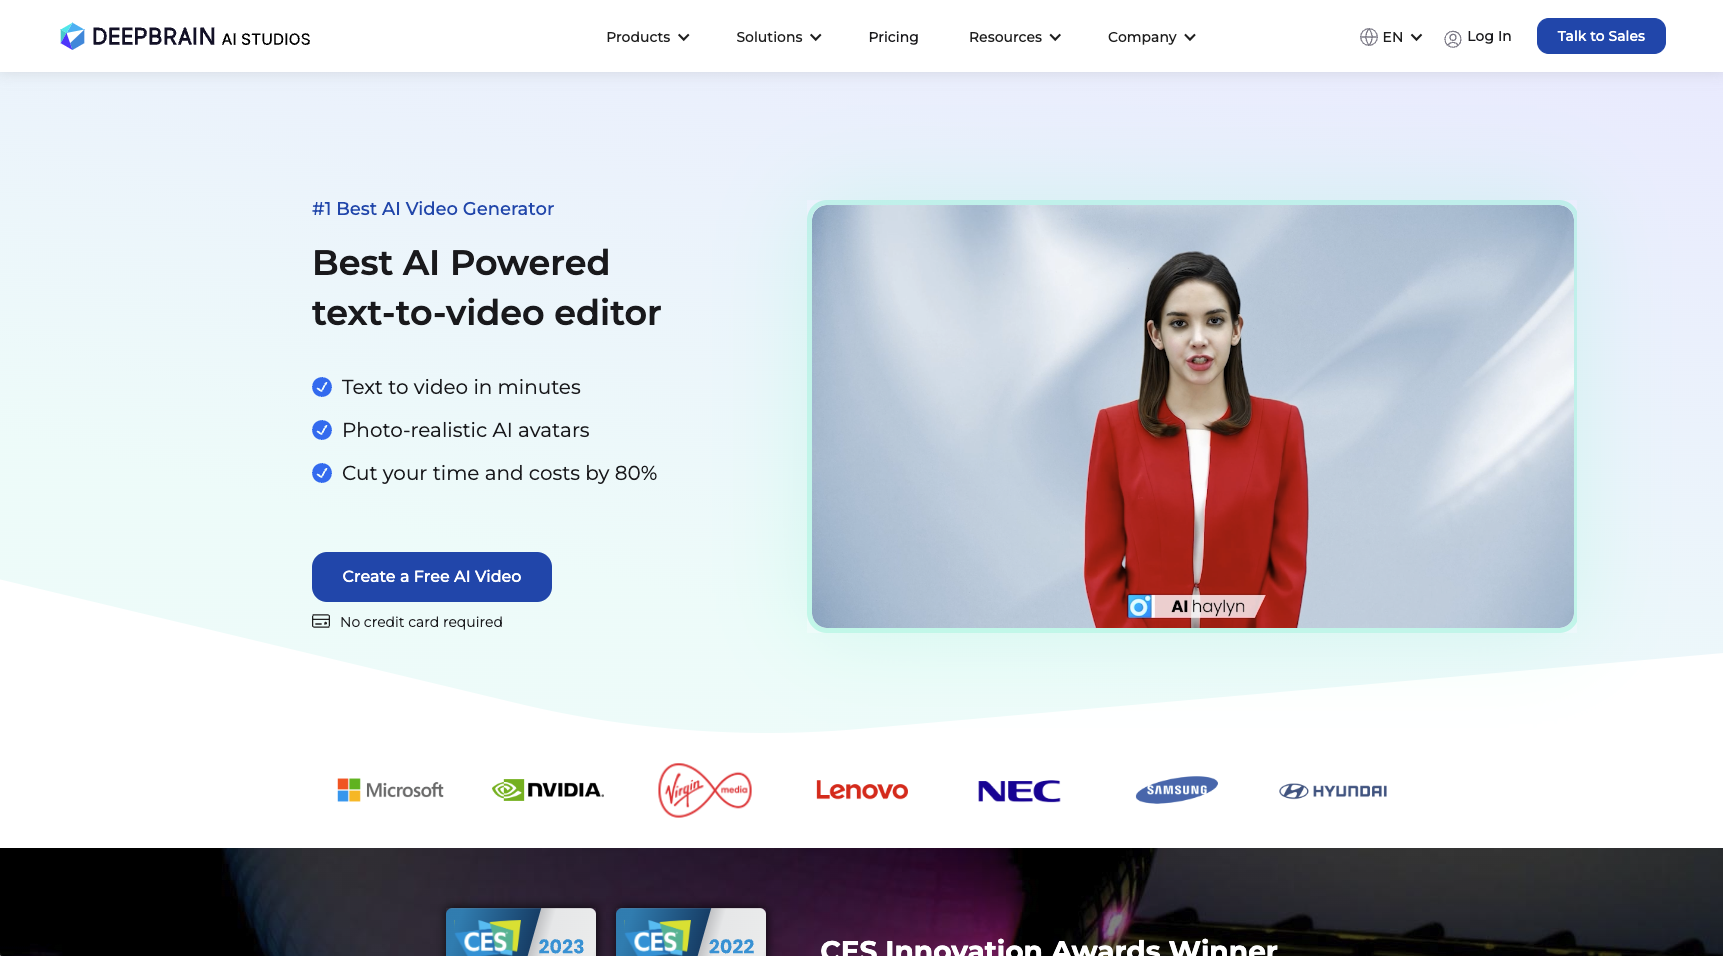 DEEPBRAIN AI STUDIOS
Products
Solutions
Pricing
Resources
Company
EN
Log In
Talk to Sales
#1 Best AI Video Generator
Best AI Powered
text-to-video editor
Text to video in minutes
Photo-realistic AI avatars
Cut your time and costs by 80%
Create a Free AI Video
No credit card required
AI haylyn
Microsoft
NVIDIA.
Virgin media
Lenovo
NEC
SAMSUNG
HYUNDAI
CES 2023
CES 2022
CES Innovation Awards Winner